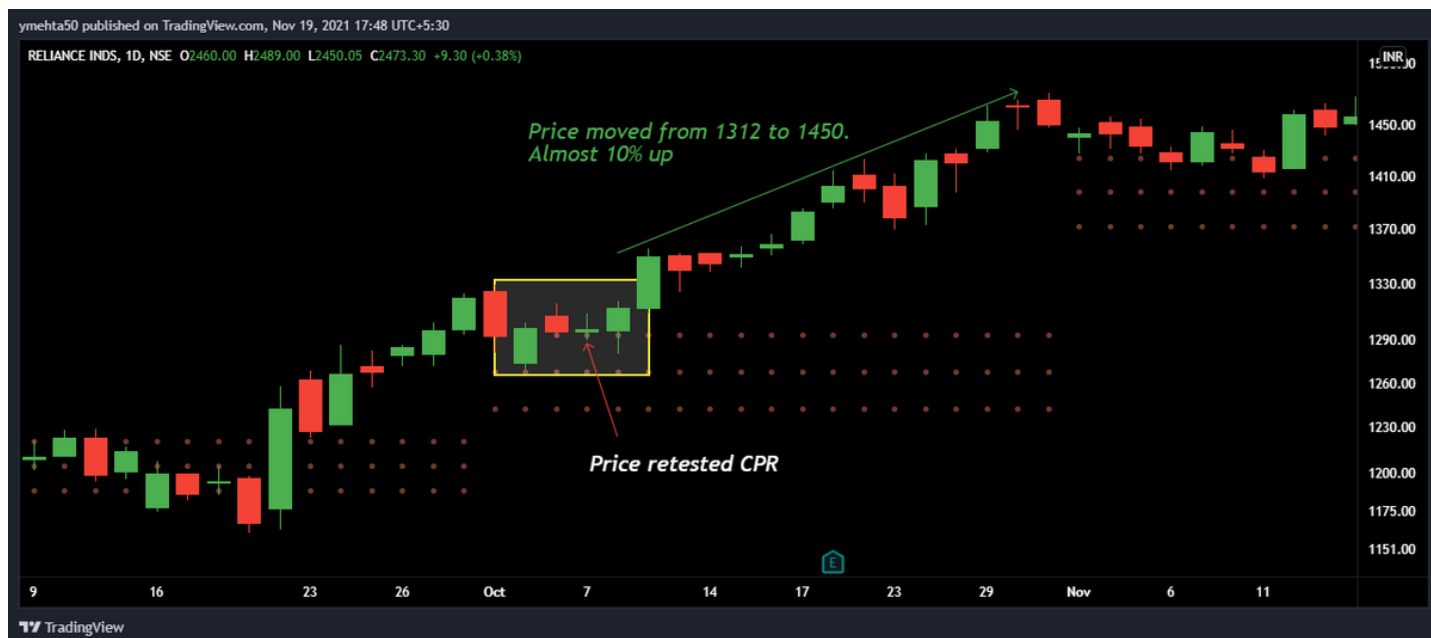 ymehta50 published on TradingView.com, Nov 19, 2021 17:48 UTC+5:30
RELIANCE INDS, 1D, NSE O2460.00 H2489.00 L2450.05 C2473.30 +9.30 (+0.38%)
INR
Price moved from 1312 to 1450.
Almost 10% up
1450.00
1410.00
1370.00
1330.00
1290.00
1260.00
1230.00
Price retested CPR
1200.00
1175.00
1151.00
E
9 16 23 26 Oct 7 14 17 23 29 Nov 6 11
TradingView